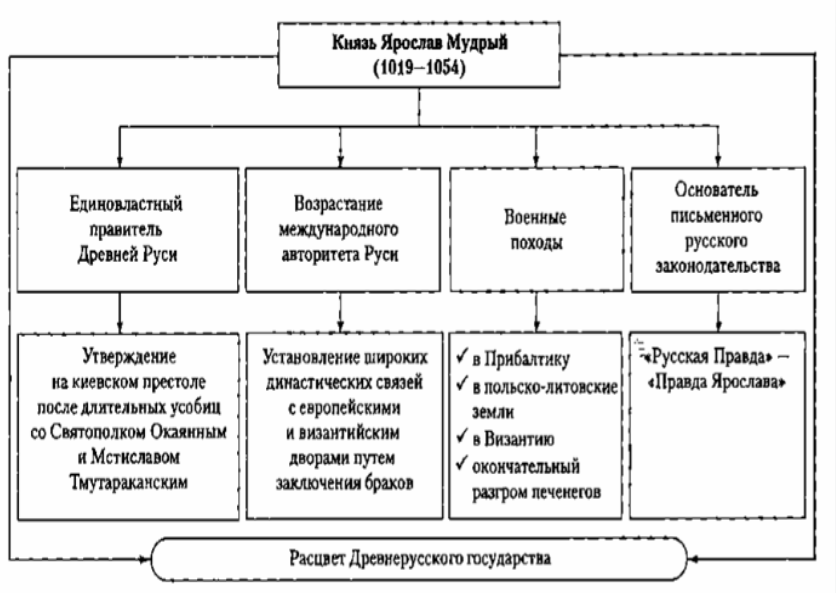 Князь Ярослав Мудрый
(1019—1054)
Единовластный
правитель
Древней Руси
Возрастание
международного
авторитета Руси
Военные
походы
Основатель
письменного
русского
законодательства
Утверждение
на киевском престоле
после длительных усобиц
со Святополком Окаянным
и Мстиславом
Тмутараканским
Установление широких
династических связей
с европейскими
и византийским
дворами путем
заключения браков
✓ в Прибалтику
✓ в польско-литовские
земли
✓ в Византию
✓ окончательный
разгром печенегов
«Русская Правда» —
«Правда Ярослава»
Расцвет Древнерусского государства